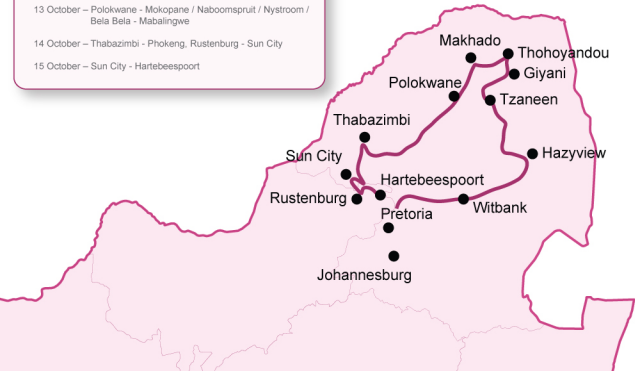 13 October – Polokwane - Mokopane / Naboomspruit / Nystroom /
Bela Bela - Mabalingwe
14 October – Thabazimbi - Phokeng, Rustenburg - Sun City
15 October – Sun City - Hartebeespoort
Makhado
Thohoyandou
Giyani
Polokwane
Tzaneen
Thabazimbi
Hazyview
Sun City
Hartebeespoort
Rustenburg
Witbank
Pretoria
Johannesburg